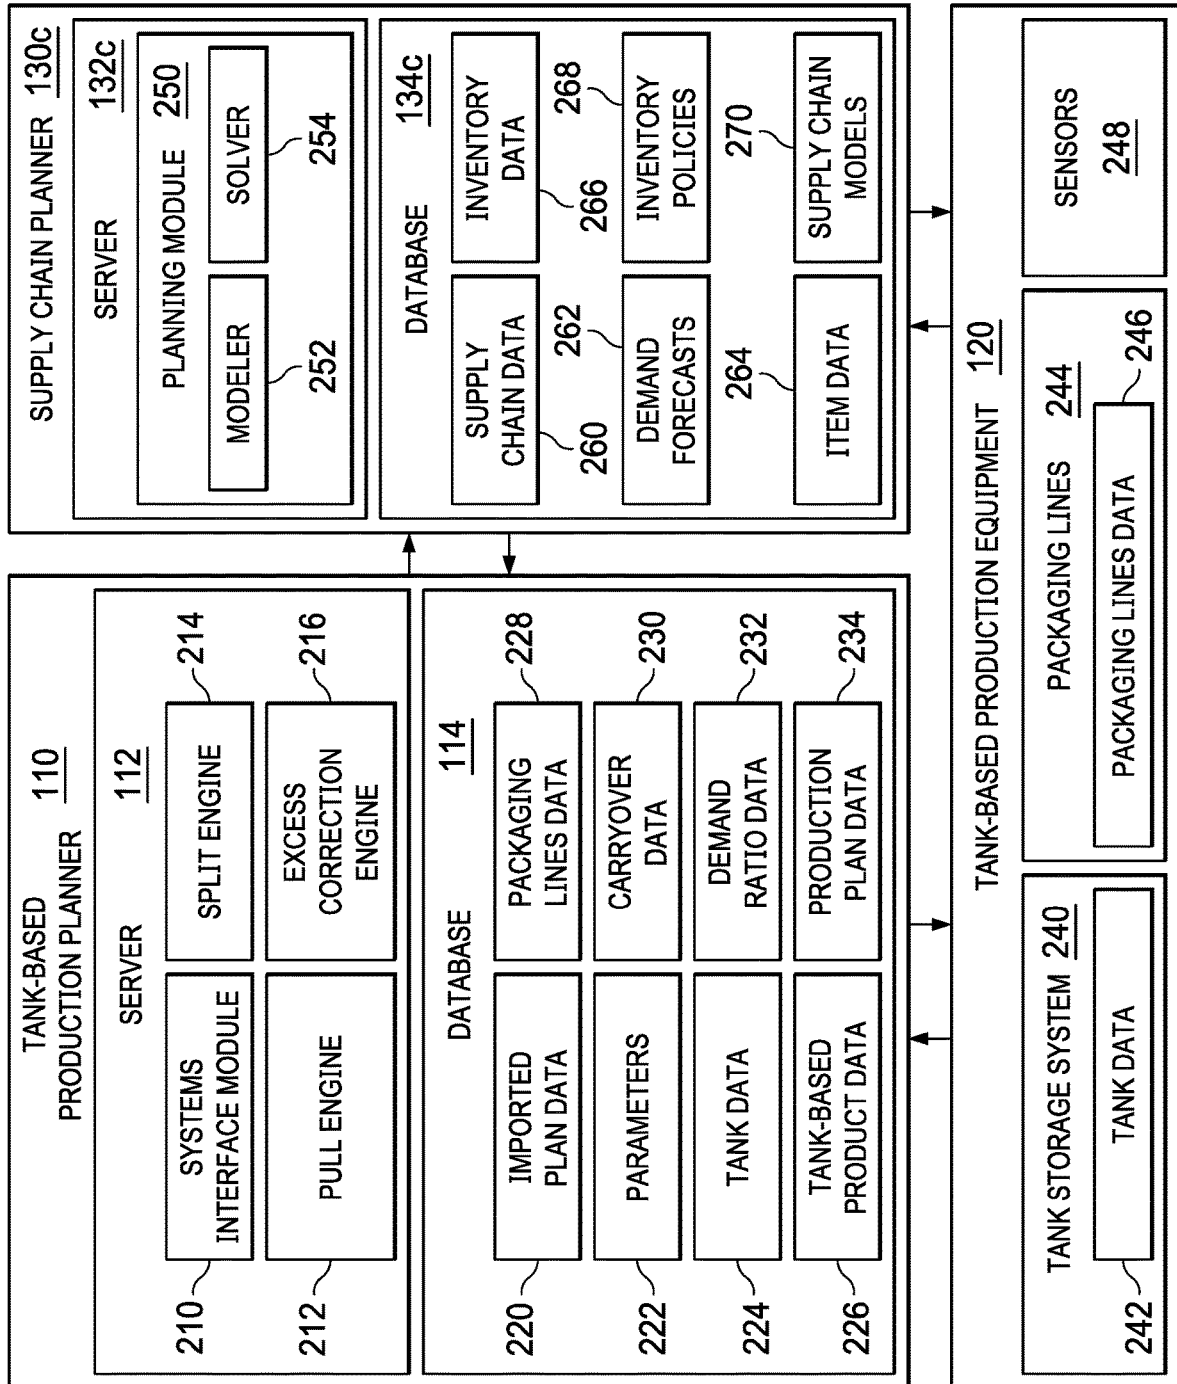 TANK-BASED
PRODUCTION PLANNER
110
SERVER
112
SYSTEMS
INTERFACE MODULE
210
SPLIT ENGINE
214
PULL ENGINE
212
EXCESS
CORRECTION
ENGINE
216
DATABASE
114
IMPORTED
PLAN DATA
220
PACKAGING
LINES DATA
228
PARAMETERS
222
CARRYOVER
DATA
230
TANK DATA
224
DEMAND
RATIO DATA
232
TANK-BASED
PRODUCT DATA
226
PRODUCTION
PLAN DATA
234
SUPPLY CHAIN PLANNER
130c
SERVER
132c
PLANNING MODULE
250
MODELER
252
SOLVER
254
DATABASE
134c
SUPPLY
CHAIN DATA
260
INVENTORY
DATA
266
DEMAND
FORECASTS
262
INVENTORY
POLICIES
268
ITEM DATA
264
SUPPLY CHAIN
MODELS
270
TANK-BASED PRODUCTION EQUIPMENT
120
TANK STORAGE SYSTEM
240
TANK DATA
242
PACKAGING LINES
244
PACKAGING LINES DATA
246
SENSORS
248